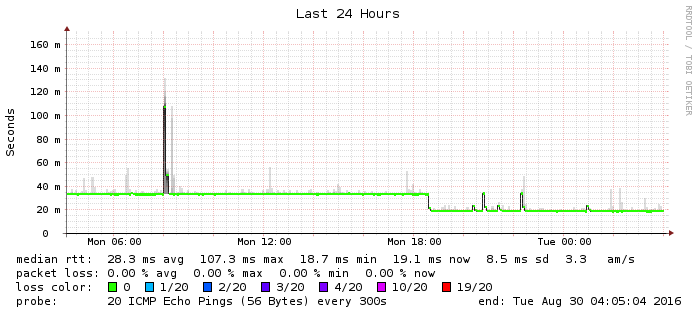 Last 24 Hours
RRDTOOL / TOBI OETIKER
Seconds
160 m
140 m
120 m
100 m
80 m
60 m
40 m
20 m
0
Mon 06:00 Mon 12:00 Mon 18:00 Tue 00:00
median rtt: 28.3 ms avg 107.3 ms max 18.7 ms min 19.1 ms now 8.5 ms sd 3.3 am/s
packet loss: 0.00 % avg 0.00 % max 0.00 % min 0.00 % now
loss color: 0 1/20 2/20 3/20 4/20 10/20 19/20
probe: 20 ICMP Echo Pings (56 Bytes) every 300s end: Tue Aug 30 04:05:04 2016